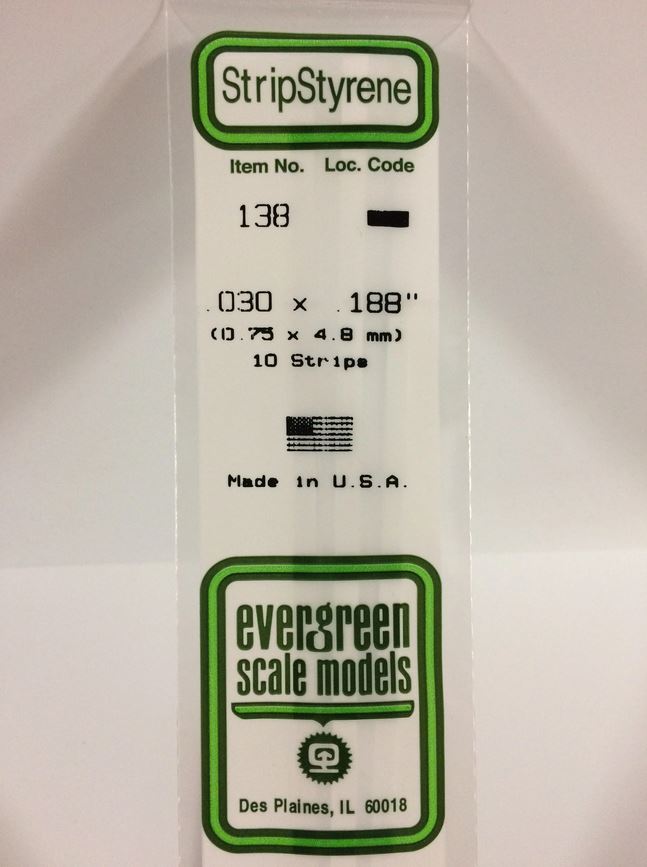 StripStyrene
Item No. Loc. Code
138
.030 x .188"
(0.75 x 4.8 mm)
10 Strips
Made in U.S.A.
evergreen
scale models
Des Plaines, IL 60018